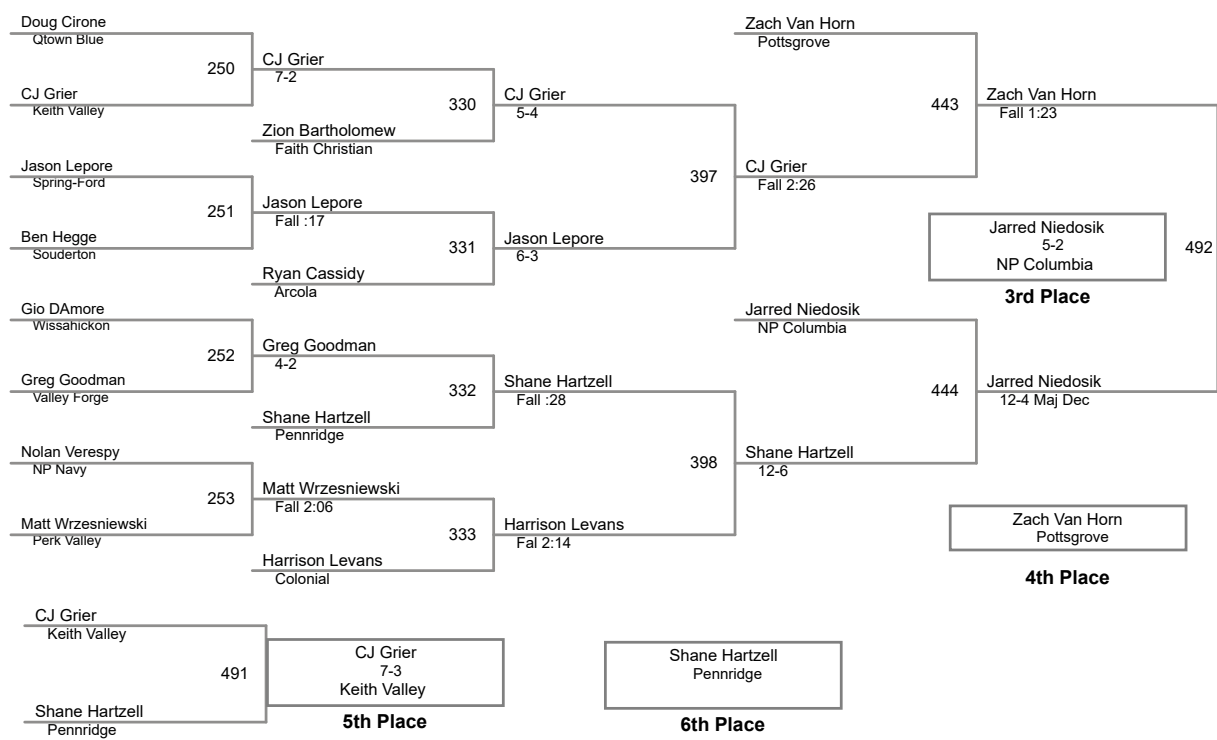 Doug Cirone
Qtown Blue
250
CJ Grier
Keith Valley
CJ Grier
7-2
330
Zion Bartholomew
Faith Christian
CJ Grier
5-4
Jason Lepore
Spring-Ford
251
Ben Hegge
Souderton
Jason Lepore
Fall :17
331
Ryan Cassidy
Arcola
Jason Lepore
6-3
397
Gio DAmore
Wissahickon
252
Greg Goodman
Valley Forge
Greg Goodman
4-2
332
Shane Hartzell
Pennridge
Shane Hartzell
Fall :28
Nolan Verespy
NP Navy
253
Matt Wrzesniewski
Perk Valley
Matt Wrzesniewski
Fall 2:06
333
Harrison Levans
Colonial
Harrison Levans
Fal 2:14
398
Zach Van Horn
Pottsgrove
443
CJ Grier
Fall 2:26
Zach Van Horn
Fall 1:23
Jarred Niedosik
5-2
NP Columbia
3rd Place
492
Jarred Niedosik
NP Columbia
444
Shane Hartzell
12-6
Jarred Niedosik
12-4 Maj Dec
Zach Van Horn
Pottsgrove
4th Place
CJ Grier
Keith Valley
491
Shane Hartzell
Pennridge
CJ Grier
7-3
Keith Valley
5th Place
Shane Hartzell
Pennridge
6th Place